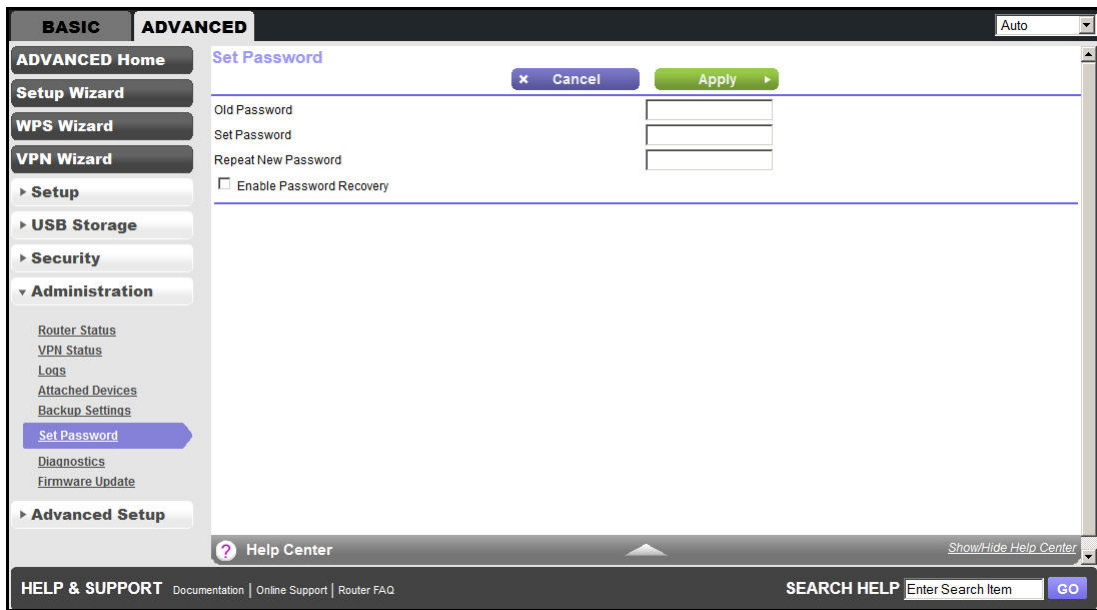 BASIC
ADVANCED
Auto
ADVANCED Home
Setup Wizard
WPS Wizard
VPN Wizard
Setup
USB Storage
Security
Administration
Router Status
VPN Status
Logs
Attached Devices
Backup Settings
Set Password
Diagnostics
Firmware Update
Advanced Setup
Set Password
× Cancel
Apply
Old Password
Set Password
Repeat New Password
Enable Password Recovery
? Help Center
Show/Hide Help Center
HELP & SUPPORT Documentation | Online Support | Router FAQ
SEARCH HELP Enter Search Item GO